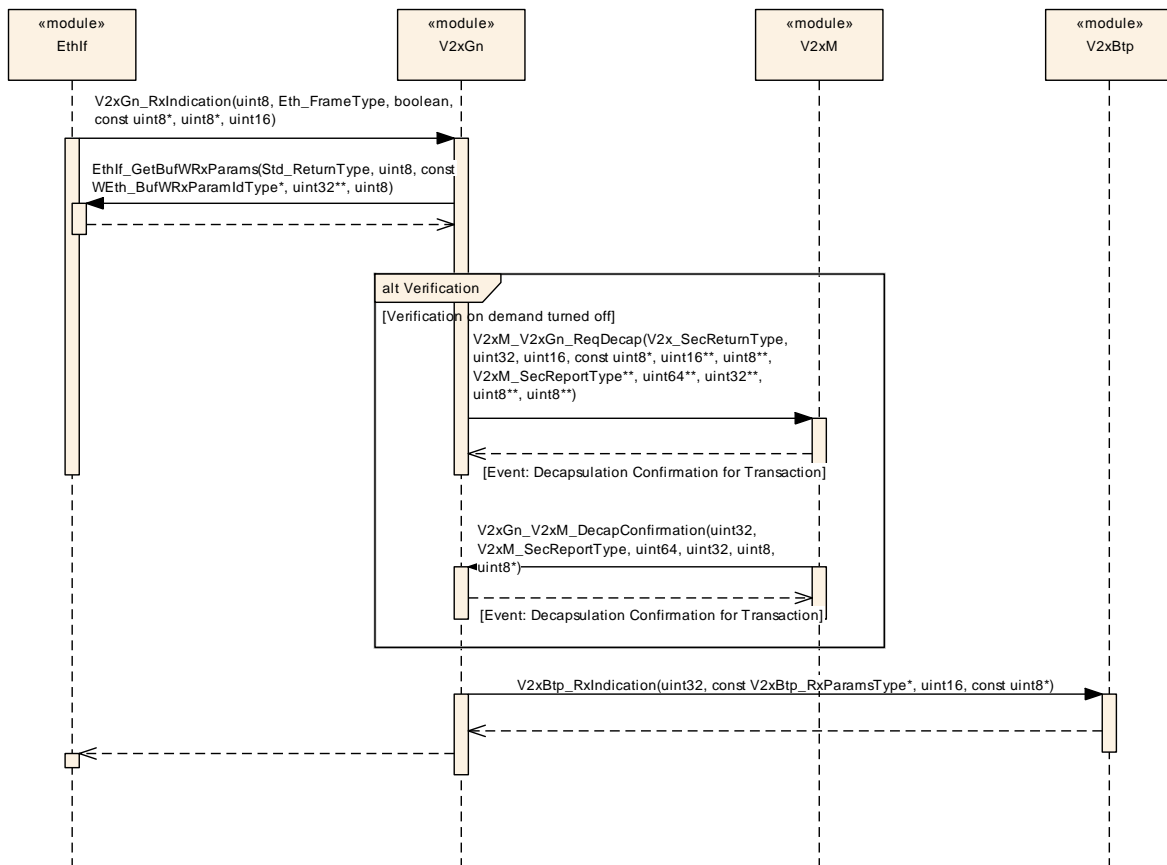 «module»
EthIf
«module»
V2xGn
«module»
V2xM
«module»
V2xBtp
V2xGn_RxIndication(uint8, Eth_FrameType, boolean,
const uint8*, uint8*, uint16)
EthIf_GetBufWRxParams(Std_ReturnType, uint8, const
WEth_BufWRxParamIdType*, uint32**, uint8)
alt Verification
[Verification on demand turned off]
V2xM_V2xGn_ReqDecap(V2x_SecReturnType,
uint32, uint16, const uint8*, uint16**, uint8**,
V2xM_SecReportType**, uint64**, uint32**,
uint8**, uint8**)
[Event: Decapsulation Confirmation for Transaction]
V2xGn_V2xM_DecapConfirmation(uint32,
V2xM_SecReportType, uint64, uint32, uint8,
uint8*)
[Event: Decapsulation Confirmation for Transaction]
V2xBtp_RxIndication(uint32, const V2xBtp_RxParamsType*, uint16, const uint8*)